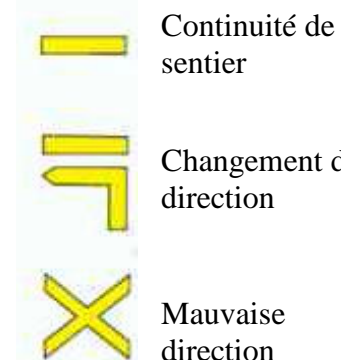 Continuité de
sentier
Changement d
direction
Mauvaise
direction